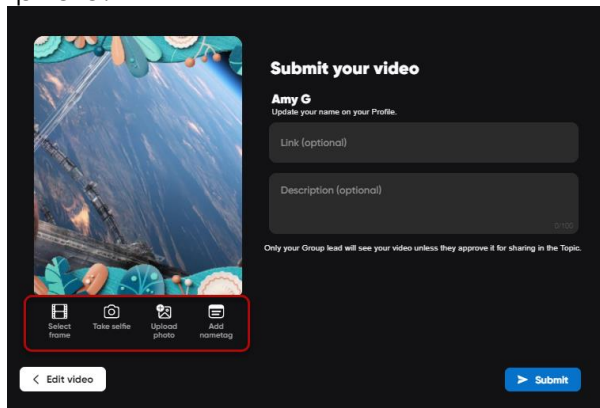 Submit your video
Amy G
Update your name on your Profile.
Link (optional)
Description (optional)
0/100
Only your Group lead will see your video unless they approve it for sharing in the Topic.
Select frame
Take selfie
Upload photo
Add nametag
Edit video
Submit